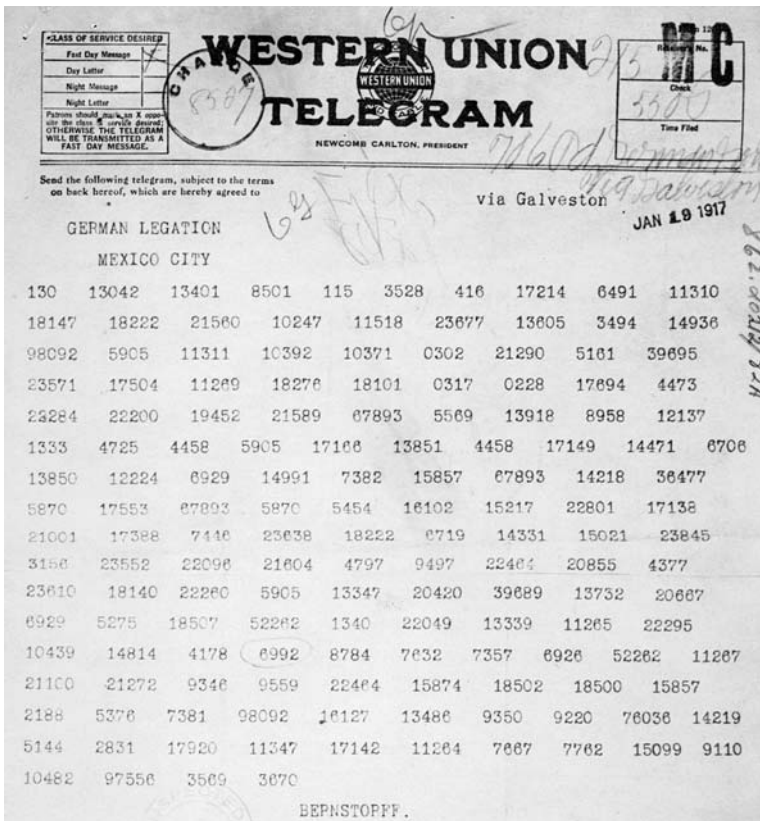 CLASS OF SERVICE DESIRED
Fast Day Message
Day Letter
Night Message
Night Letter
Patrons should mark an X oppo-
site the class of service desired;
OTHERWISE THE TELEGRAM
WILL BE TRANSMITTED AS A
FAST DAY MESSAGE.
CHARGE
WESTERN UNION
WESTERN UNION
TELEGRAM
NEWCOMB CARLTON, PRESIDENT
Receiver's No.
Check
Time Filed
Send the following telegram, subject to the terms
on back hereof, which are hereby agreed to
via Galveston
via Galveston
JAN 19 1917
GERMAN LEGATION
MEXICO CITY
130 13042 13401 8501 115 3528 416 17214 6491 11310
18147 18222 21560 10247 11518 23677 13605 3494 14936
98092 5905 11311 10392 10371 0302 21290 5161 39695
23571 17504 11269 18276 18101 0317 0228 17694 4473
23284 22200 19452 21589 67893 5569 13918 8958 12137
1333 4725 4458 5905 17166 13851 4458 17149 14471 6706
13850 12224 6929 14991 7382 15857 67893 14218 36477
5870 17553 67893 5870 5454 16102 15217 22801 17138
21001 17388 7446 23638 18222 6719 14331 15021 23845
3156 23552 22096 21604 4797 9497 22464 20855 4377
23610 18140 22260 5905 13347 20420 39689 13732 20667
6929 5275 18507 52262 1340 22049 13339 11265 22295
10439 14814 4178 6992 8784 7632 7357 6926 52262 11267
21100 21272 9346 9559 22464 15874 18502 18500 15857
2188 5376 7381 98092 16127 13486 9350 9220 76036 14219
5144 2831 17920 11347 17142 11264 7667 7762 15099 9110
10482 97556 3569 3670
BERNSTORFF.